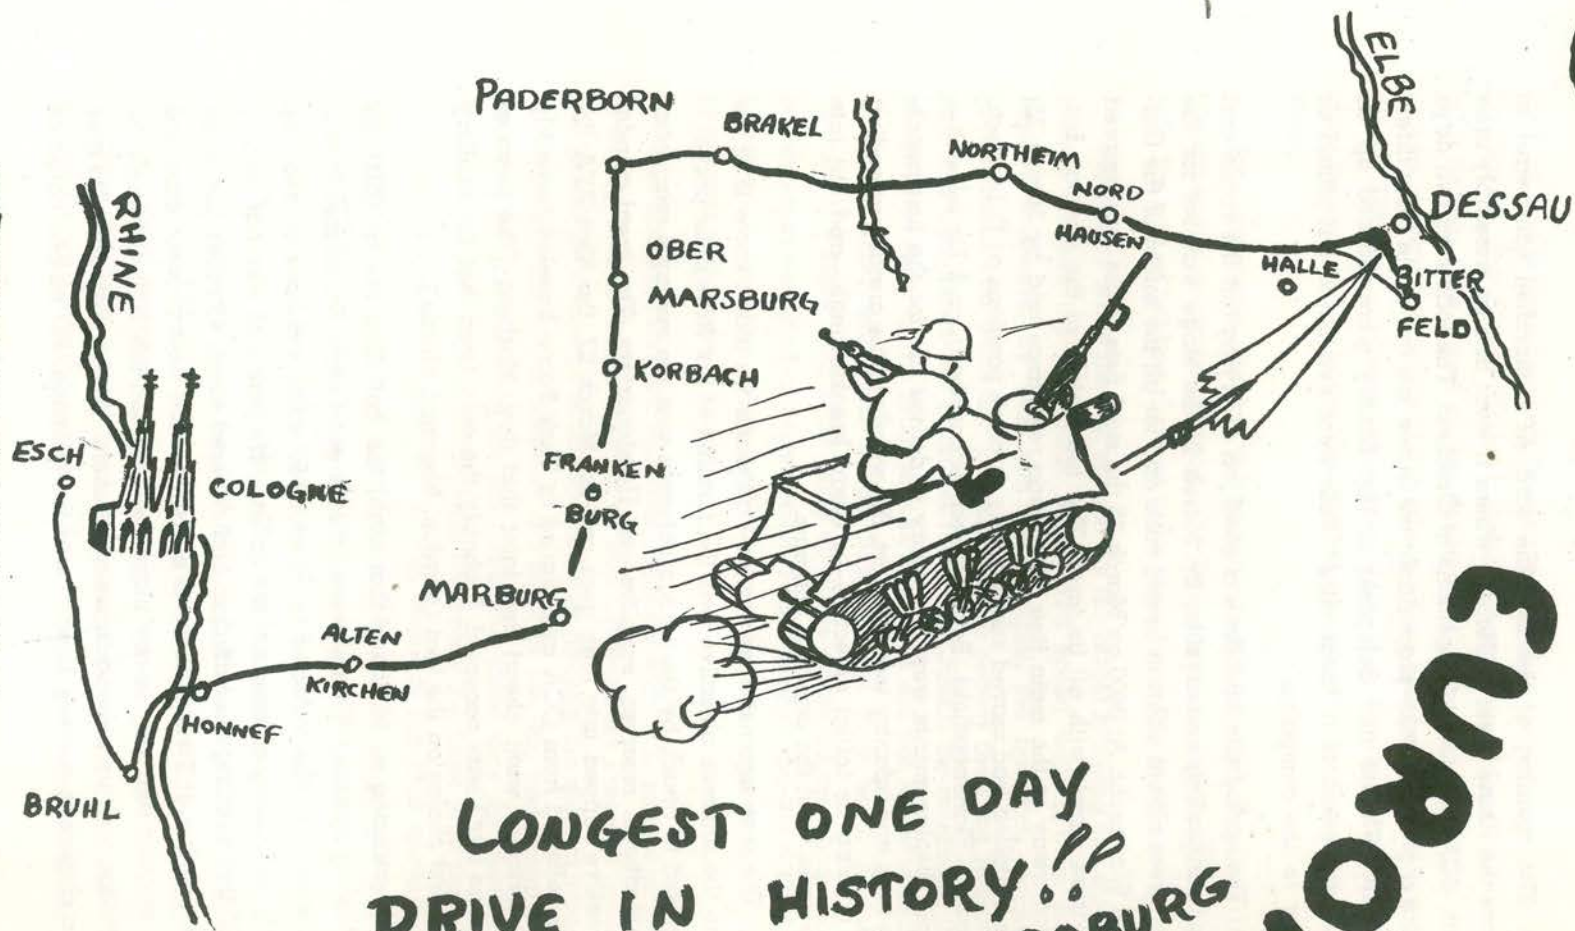 ELBE
PADERBORN
BRAKEL
NORTHEIM
NORD
HAUSEN
DESSAU
RHINE
OBER
MARSBURG
HALLE
BITTER
FELD
KORBACH
ESCH
COLOGNE
FRANKEN
BURG
MARBURG
ALTEN
KIRCHEN
HONNEF
BRUHL
LONGEST ONE DAY
DRIVE IN HISTORY!!